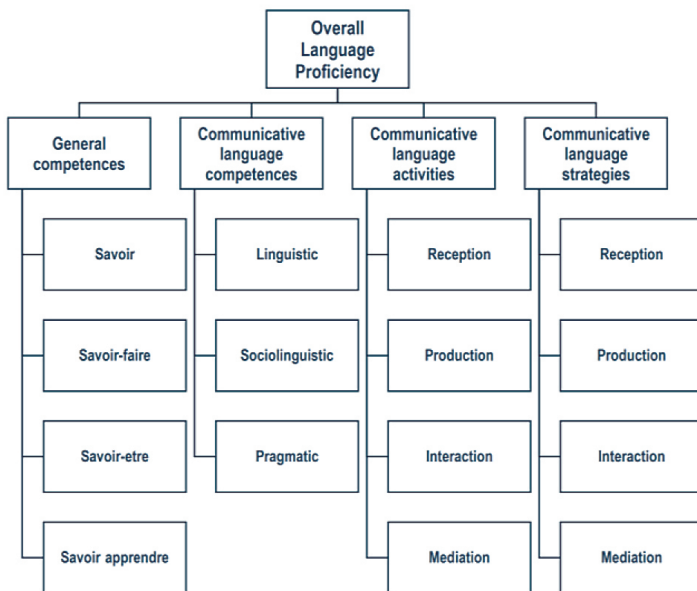 Overall
Language
Proficiency
General
competences
Communicative
language
competences
Communicative
language
activities
Communicative
language
strategies
Savoir
Linguistic
Reception
Reception
Savoir-faire
Sociolinguistic
Production
Production
Savoir-etre
Pragmatic
Interaction
Interaction
Savoir apprendre
Mediation
Mediation